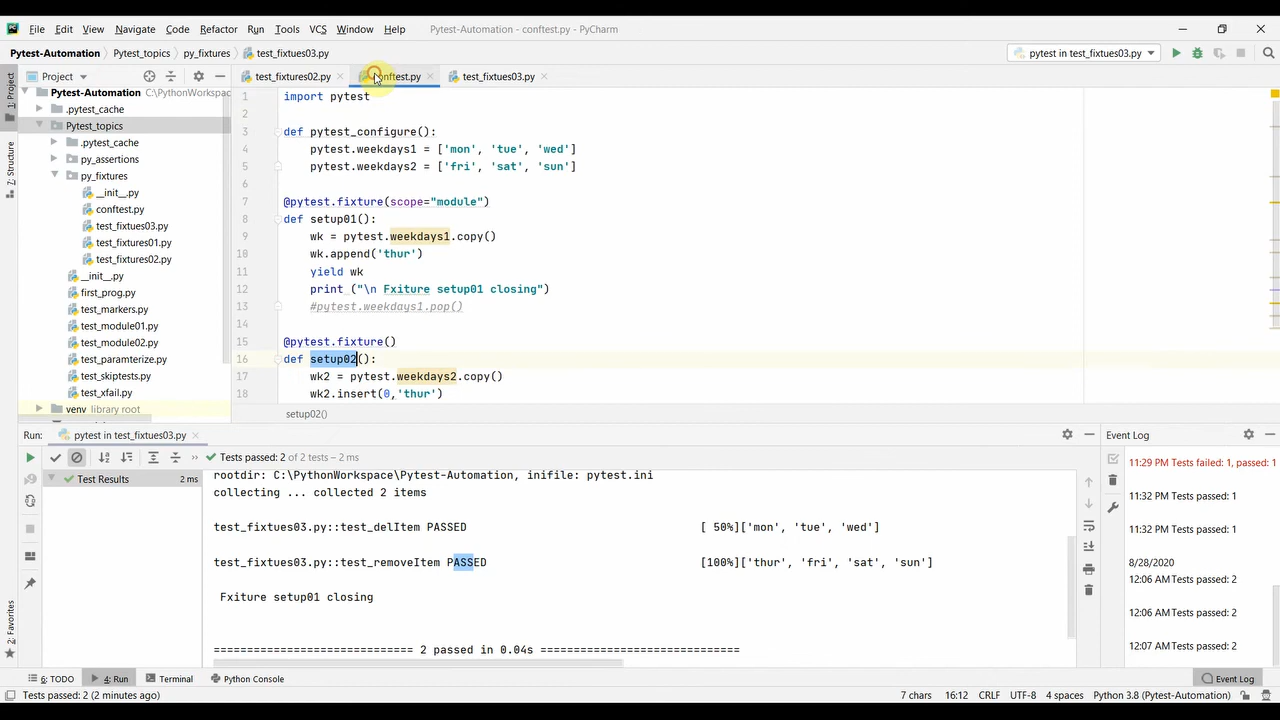 File Edit View Navigate Code Refactor Run Tools VCS Window Help Pytest-Automation - conftest.py - PyCharm
Pytest-Automation Pytest_topics py_fixtures test_fixtues03.py pytest in test_fixtues03.py
Project test_fixtures02.py conftest.py test_fixtues03.py
1: Project
7: Structure
2: Favorites
Pytest-Automation C:\PythonWorkspac
.pytest_cache
Pytest_topics
.pytest_cache
py_assertions
py_fixtures
__init__.py
conftest.py
test_fixtues03.py
test_fixtures01.py
test_fixtures02.py
__init__.py
first_prog.py
test_markers.py
test_module01.py
test_module02.py
test_paramterize.py
test_skiptests.py
test_xfail.py
venv library root
1 import pytest
2
3 def pytest_configure():
4 pytest.weekdays1 = ['mon', 'tue', 'wed']
5 pytest.weekdays2 = ['fri', 'sat', 'sun']
6
7 @pytest.fixture(scope="module")
8 def setup01():
9 wk = pytest.weekdays1.copy()
10 wk.append('thur')
11 yield wk
12 print ("\n Fxiture setup01 closing")
13 #pytest.weekdays1.pop()
14
15 @pytest.fixture()
16 def setup02():
17 wk2 = pytest.weekdays2.copy()
18 wk2.insert(0,'thur')
setup02()
Run: pytest in test_fixtues03.py
Tests passed: 2 of 2 tests – 2 ms
Test Results 2 ms
rootdir: C:\PythonWorkspace\Pytest-Automation, inifile: pytest.ini
collecting ... collected 2 items
test_fixtues03.py::test_delItem PASSED [ 50%]['mon', 'tue', 'wed']
test_fixtues03.py::test_removeItem PASSED [100%]['thur', 'fri', 'sat', 'sun']
Fxiture setup01 closing
============================= 2 passed in 0.04s ==============================
Event Log
11:29 PM Tests failed: 1, passed: 1
11:32 PM Tests passed: 1
11:32 PM Tests passed: 1
8/28/2020
12:06 AM Tests passed: 2
12:06 AM Tests passed: 2
12:07 AM Tests passed: 2
6: TODO 4: Run Terminal Python Console Event Log
Tests passed: 2 (2 minutes ago) 7 chars 16:12 CRLF UTF-8 4 spaces Python 3.8 (Pytest-Automation)